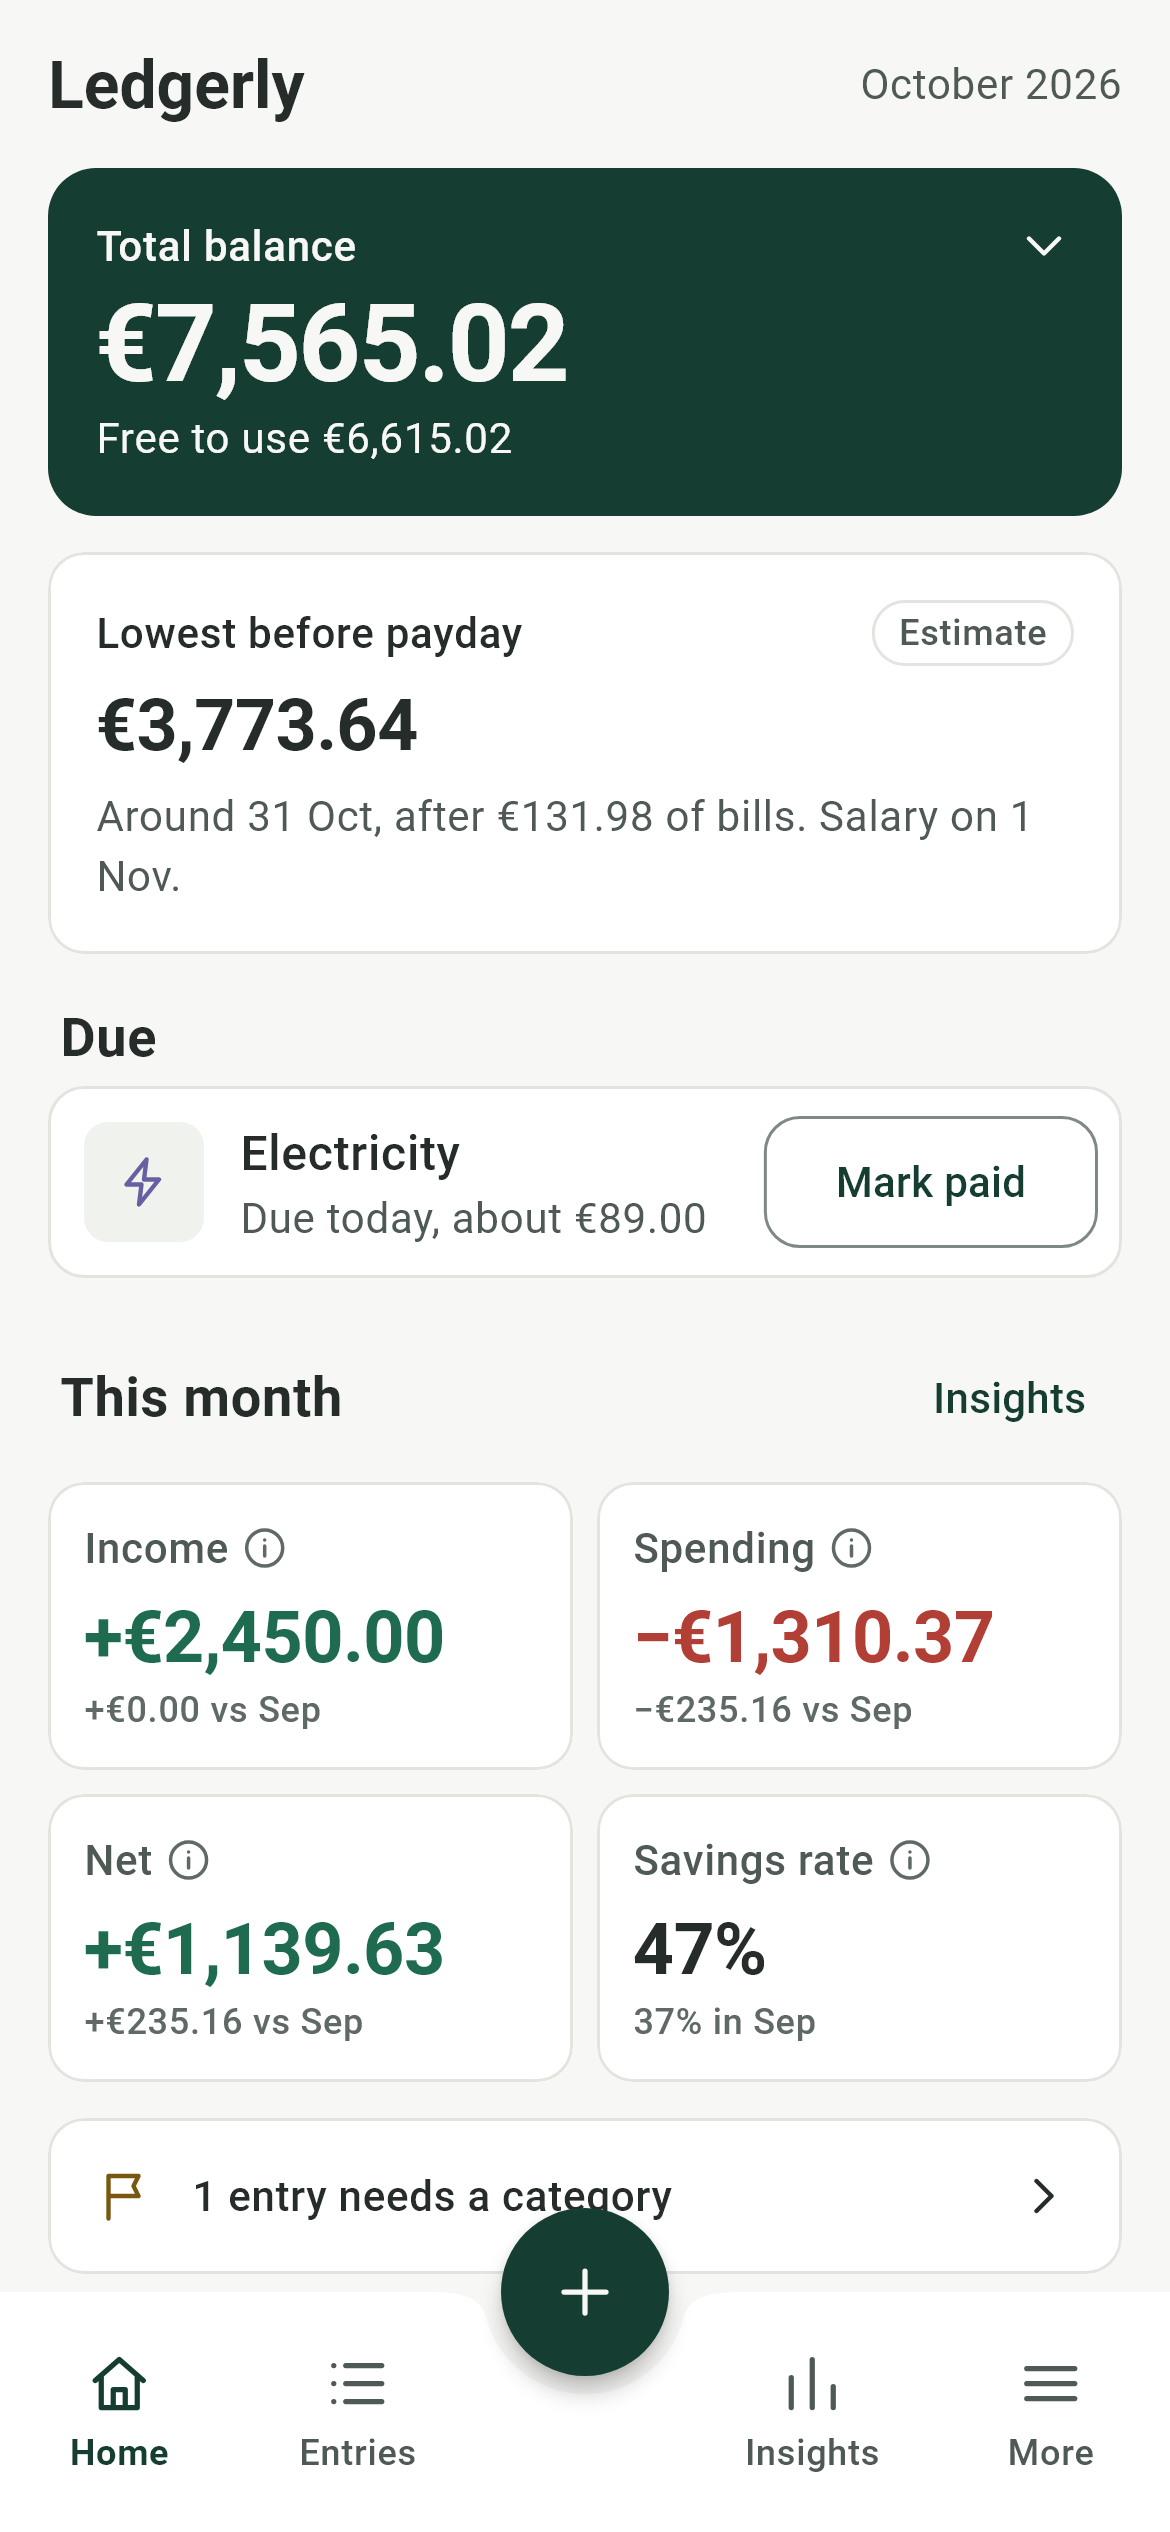 Ledgerly
October 2026
Total balance
€7,565.02
Free to use €6,615.02
Lowest before payday
Estimate
€3,773.64
Around 31 Oct, after €131.98 of bills. Salary on 1
Nov.
Due
Electricity
Due today, about €89.00
Mark paid
This month
Insights
Income
+€2,450.00
+€0.00 vs Sep
Spending
−€1,310.37
−€235.16 vs Sep
Net
+€1,139.63
+€235.16 vs Sep
Savings rate
47%
37% in Sep
1 entry needs a category
Home
Entries
Insights
More